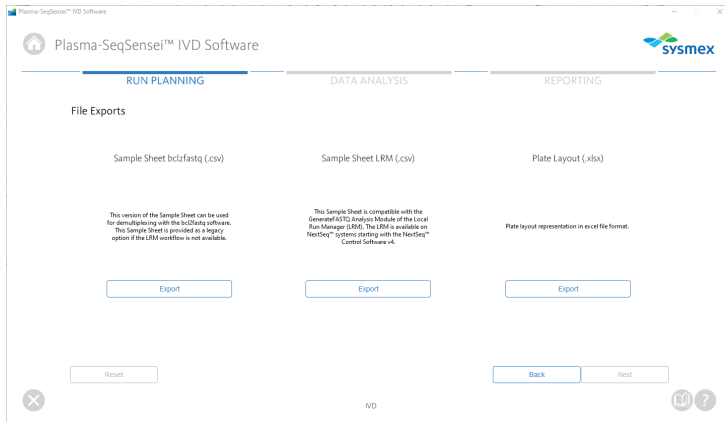 Plasma-SeqSensei™ IVD Software
Plasma-SeqSensei™ IVD Software
sysmex
RUN PLANNING
DATA ANALYSIS
REPORTING
File Exports
Sample Sheet bcl2fastq (.csv)
Sample Sheet LRM (.csv)
Plate Layout (.xlsx)
This version of the Sample Sheet can be used
for demultiplexing with the bcl2fastq software.
This Sample Sheet is provided as a legacy
option if the LRM workflow is not available.
This Sample Sheet is compatible with the
GenerateFASTQ Analysis Module of the Local
Run Manager (LRM). The LRM is available on
NextSeq™ systems starting with the NextSeq™
Control Software v4.
Plate layout representation in excel file format.
Export
Export
Export
Reset
Back
Next
IVD
?